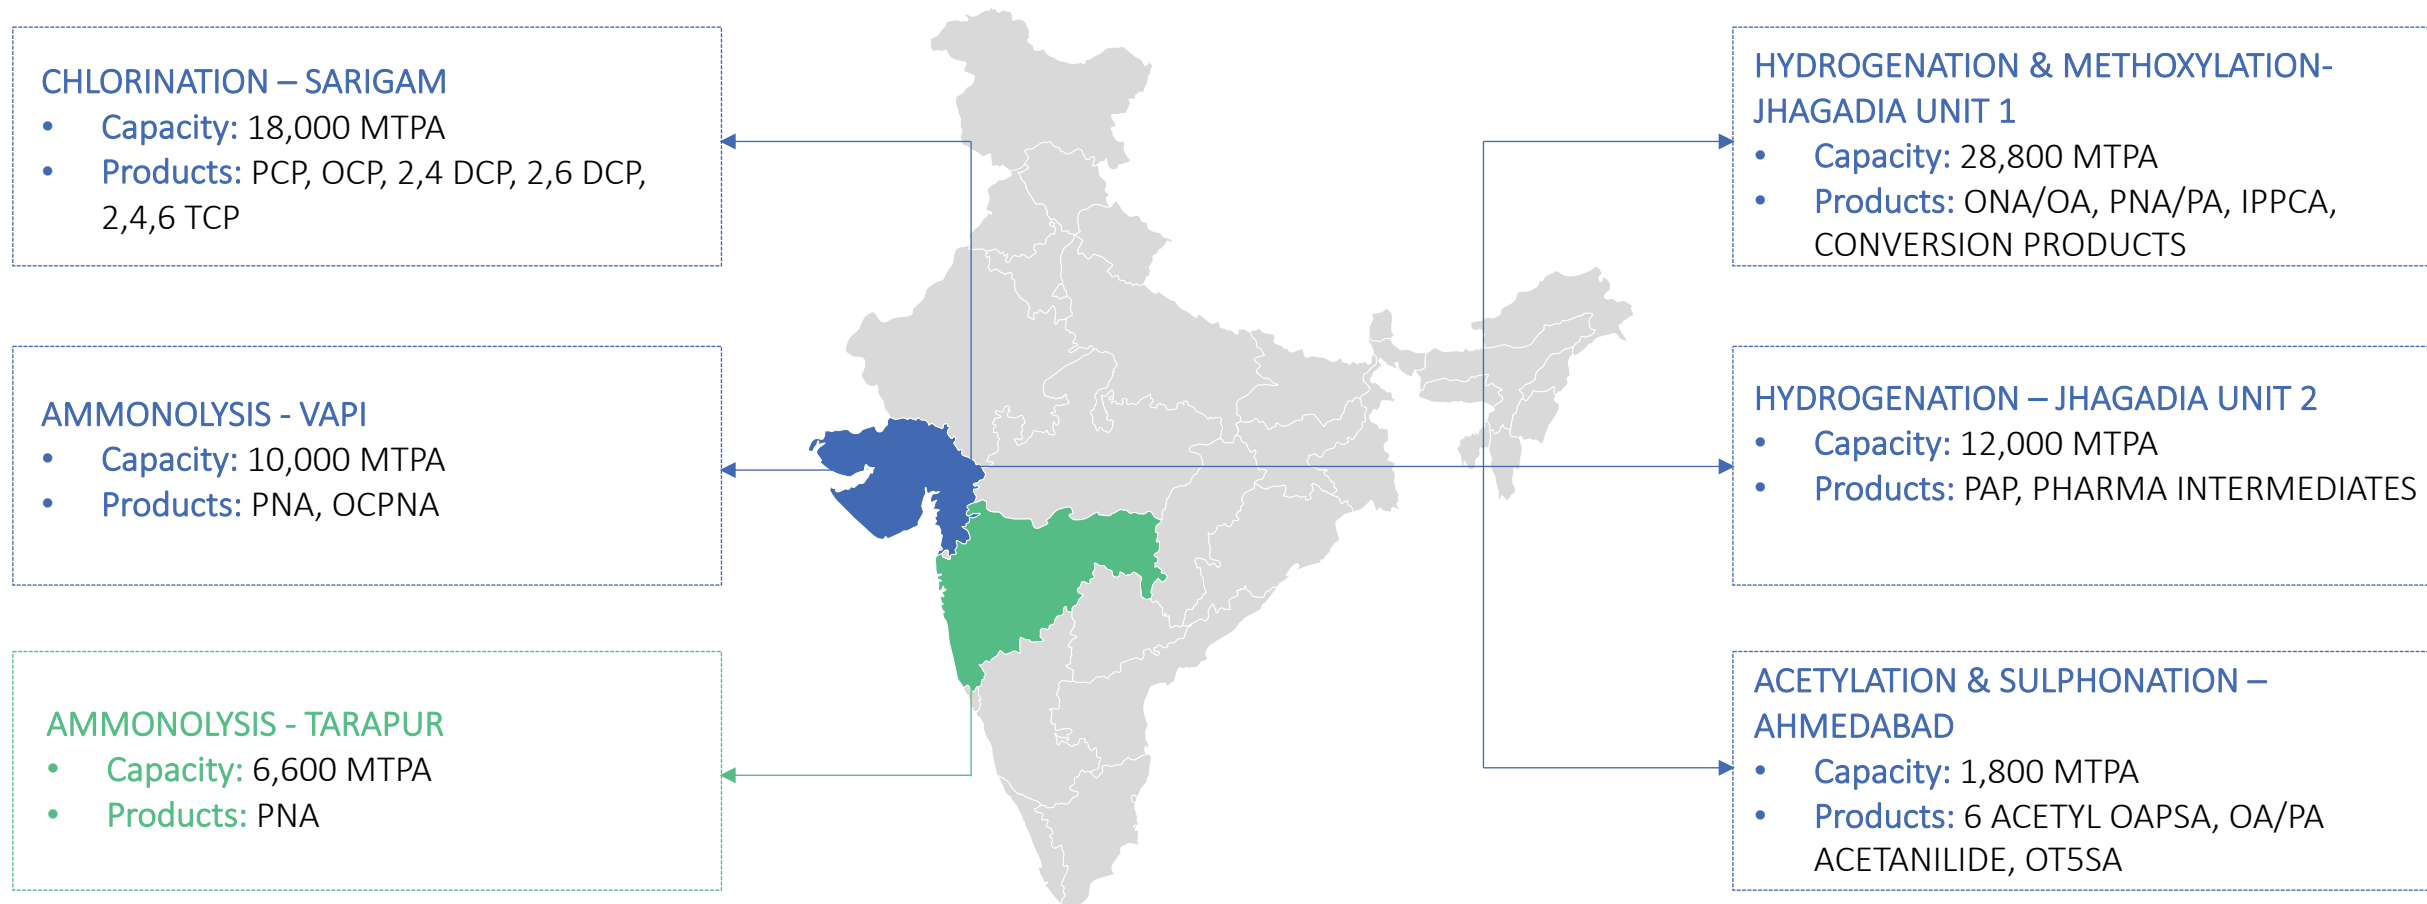 CHLORINATION – SARIGAM
• Capacity: 18,000 MTPA
• Products: PCP, OCP, 2,4 DCP, 2,6 DCP,
2,4,6 TCP
AMMONOLYSIS - VAPI
• Capacity: 10,000 MTPA
• Products: PNA, OCPNA
AMMONOLYSIS - TARAPUR
• Capacity: 6,600 MTPA
• Products: PNA
HYDROGENATION & METHOXYLATION-
JHAGADIA UNIT 1
• Capacity: 28,800 MTPA
• Products: ONA/OA, PNA/PA, IPPCA,
CONVERSION PRODUCTS
HYDROGENATION – JHAGADIA UNIT 2
• Capacity: 12,000 MTPA
• Products: PAP, PHARMA INTERMEDIATES
ACETYLATION & SULPHONATION –
AHMEDABAD
• Capacity: 1,800 MTPA
• Products: 6 ACETYL OAPSA, OA/PA
ACETANILIDE, OT5SA